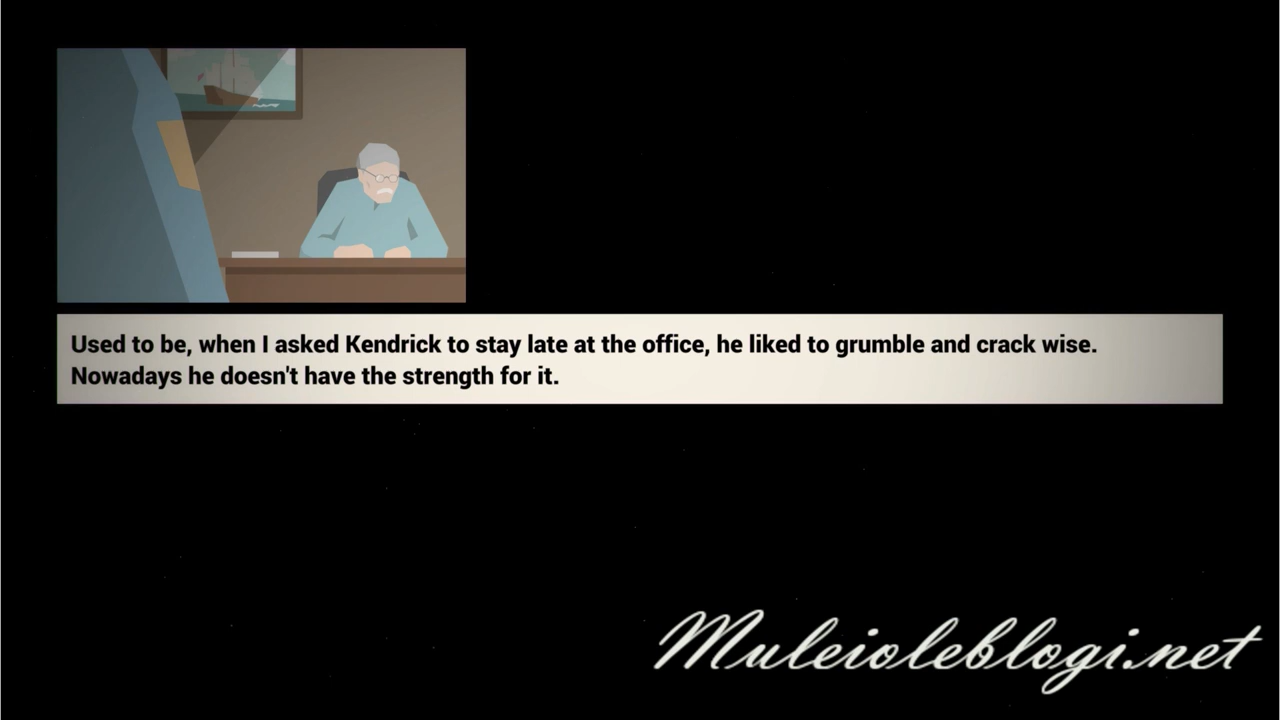 Used to be, when I asked Kendrick to stay late at the office, he liked to grumble and crack wise.
Nowadays he doesn't have the strength for it.
Muleioleblogi.net